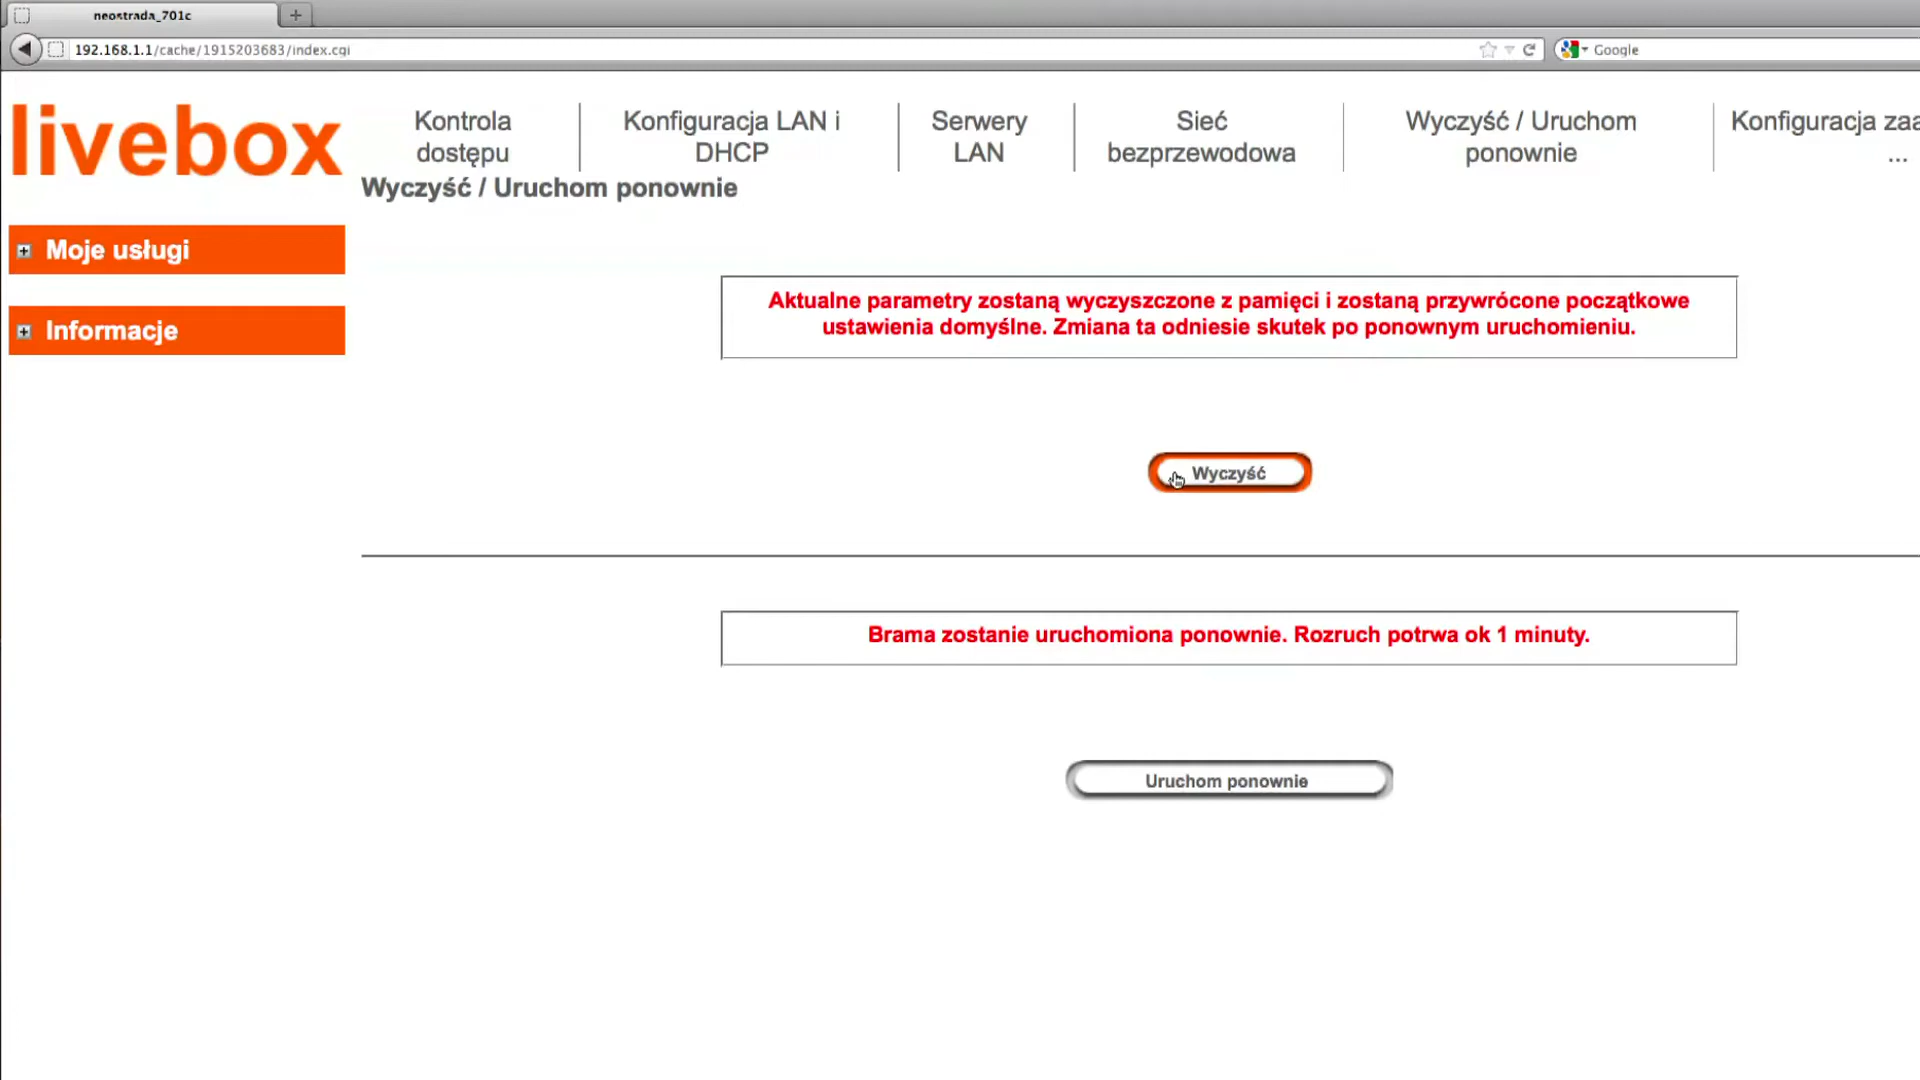 neostrada_701c
192.168.1.1/cache/1915203683/index.cgi
Google
livebox
Kontrola
dostępu
Konfiguracja LAN i
DHCP
Serwery
LAN
Sieć
bezprzewodowa
Wyczyść / Uruchom
ponownie
Konfiguracja zaa
...
Wyczyść / Uruchom ponownie
Moje usługi
Informacje
Aktualne parametry zostaną wyczyszczone z pamięci i zostaną przywrócone początkowe
ustawienia domyślne. Zmiana ta odniesie skutek po ponownym uruchomieniu.
Wyczyść
Brama zostanie uruchomiona ponownie. Rozruch potrwa ok 1 minuty.
Uruchom ponownie